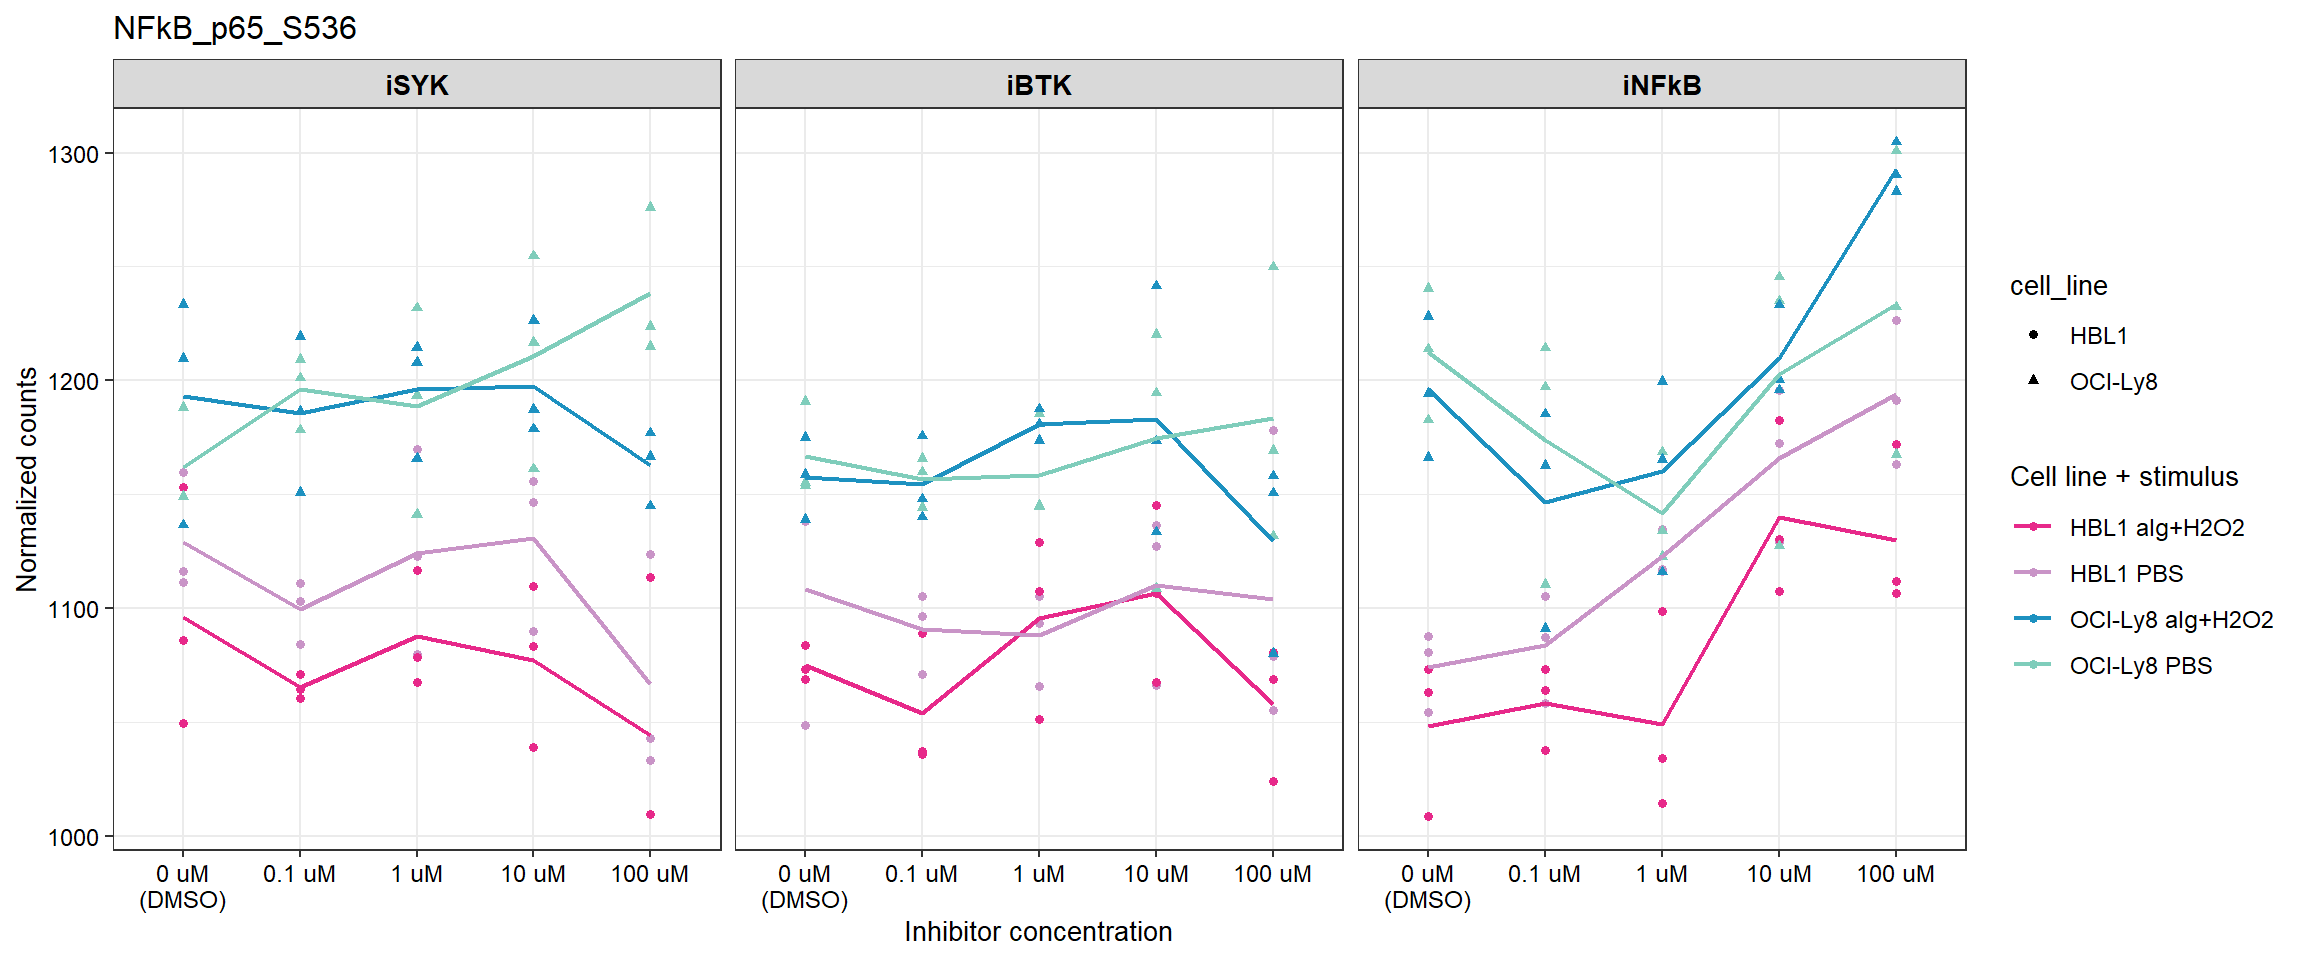 NFkB_p65_S536
iSYK
iBTK
iNFkB
Normalized counts
1300
1200
1100
1000
0 uM
(DMSO)
0.1 uM
1 uM
10 uM
100 uM
0 uM
(DMSO)
0.1 uM
1 uM
10 uM
100 uM
0 uM
(DMSO)
0.1 uM
1 uM
10 uM
100 uM
Inhibitor concentration
cell_line
HBL1
OCI-Ly8
Cell line + stimulus
HBL1 aIg+H2O2
HBL1 PBS
OCI-Ly8 aIg+H2O2
OCI-Ly8 PBS